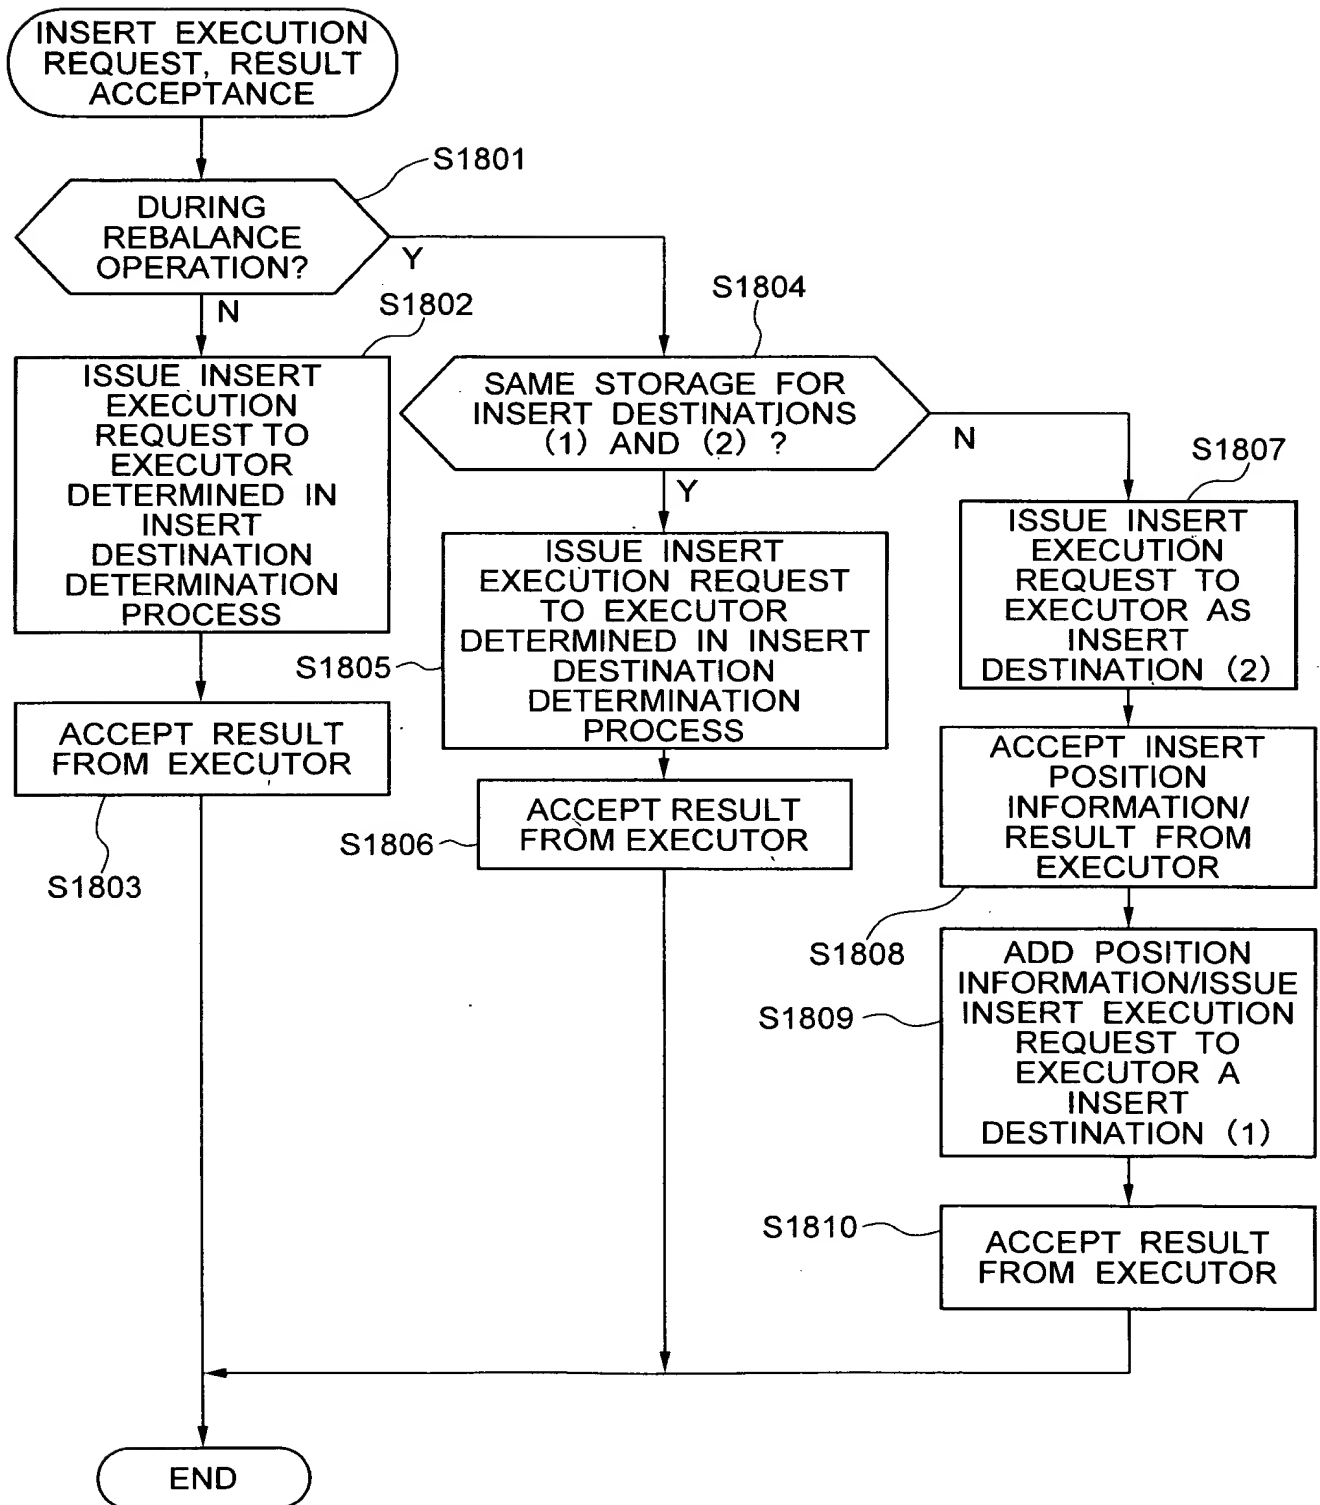 INSERT EXECUTION
REQUEST, RESULT
ACCEPTANCE
S1801
DURING
REBALANCE
OPERATION?
Y
N
S1802
ISSUE INSERT
EXECUTION
REQUEST TO
EXECUTOR
DETERMINED IN
INSERT
DESTINATION
DETERMINATION
PROCESS
ACCEPT RESULT
FROM EXECUTOR
S1803
S1804
SAME STORAGE FOR
INSERT DESTINATIONS
(1) AND (2) ?
N
Y
ISSUE INSERT
EXECUTION REQUEST
TO EXECUTOR
DETERMINED IN INSERT
DESTINATION
DETERMINATION
PROCESS
S1805
ACCEPT RESULT
FROM EXECUTOR
S1806
S1807
ISSUE INSERT
EXECUTION
REQUEST TO
EXECUTOR AS
INSERT
DESTINATION (2)
ACCEPT INSERT
POSITION
INFORMATION/
RESULT FROM
EXECUTOR
S1808
ADD POSITION
INFORMATION/ISSUE
INSERT EXECUTION
REQUEST TO
EXECUTOR A
INSERT
DESTINATION (1)
S1809
S1810
ACCEPT RESULT
FROM EXECUTOR
END